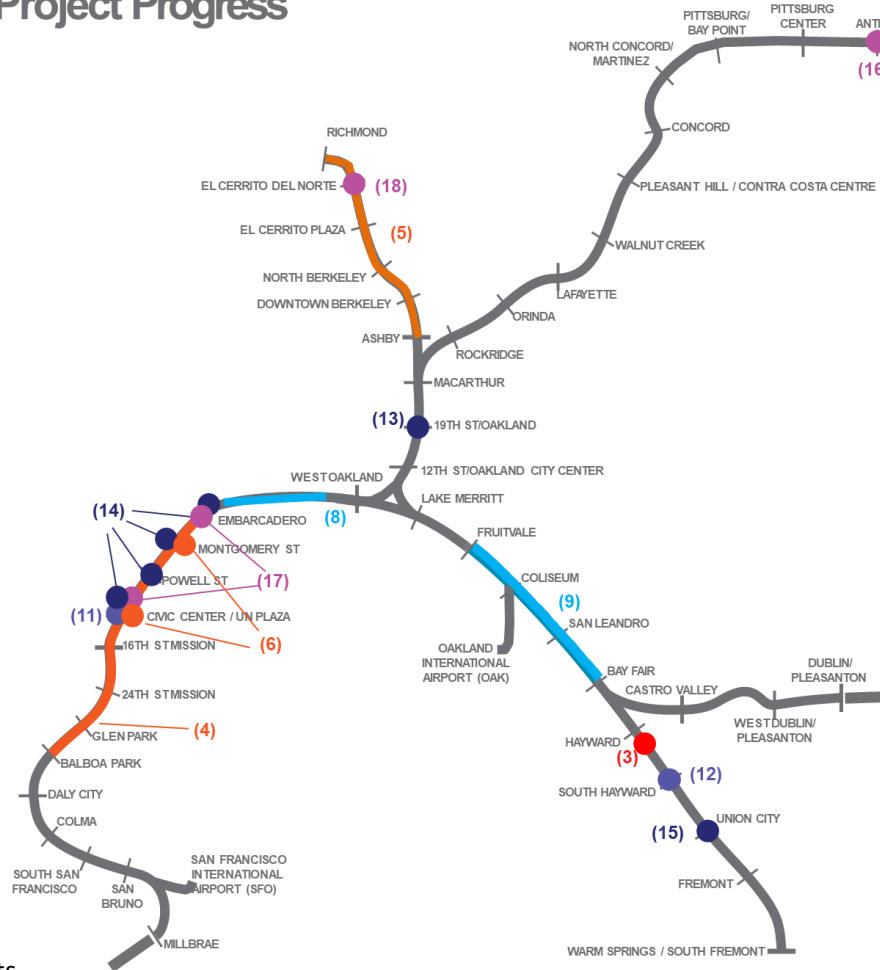 Project Progress
PITTSBURG/
BAY POINT
PITTSBURG
CENTER
NORTH CONCORD/
MARTINEZ
CONCORD
PLEASANT HILL / CONTRA COSTA CENTRE
WALNUT CREEK
LAFAYETTE
ORINDA
ROCKRIDGE
RICHMOND
EL CERRITO DEL NORTE
(18)
EL CERRITO PLAZA
(5)
NORTH BERKELEY
DOWNTOWN BERKELEY
ASHBY
MACARTHUR
(13)
19TH ST/OAKLAND
12TH ST/OAKLAND CITY CENTER
WEST OAKLAND
LAKE MERRITT
(8)
(14)
EMBARCADERO
MONTGOMERY ST
POWELL ST
(17)
(11)
CIVIC CENTER / UN PLAZA
(6)
16TH ST MISSION
24TH ST MISSION
(4)
GLEN PARK
BALBOA PARK
DALY CITY
COLMA
SOUTH SAN
FRANCISCO
SAN
BRUNO
SAN FRANCISCO
INTERNATIONAL
AIRPORT (SFO)
MILLBRAE
FRUITVALE
COLISEUM
(9)
SAN LEANDRO
OAKLAND
INTERNATIONAL
AIRPORT (OAK)
BAY FAIR
CASTRO VALLEY
DUBLIN/
PLEASANTON
WEST DUBLIN/
PLEASANTON
HAYWARD
(3)
SOUTH HAYWARD
(12)
(15)
UNION CITY
FREMONT
WARM SPRINGS / SOUTH FREMONT